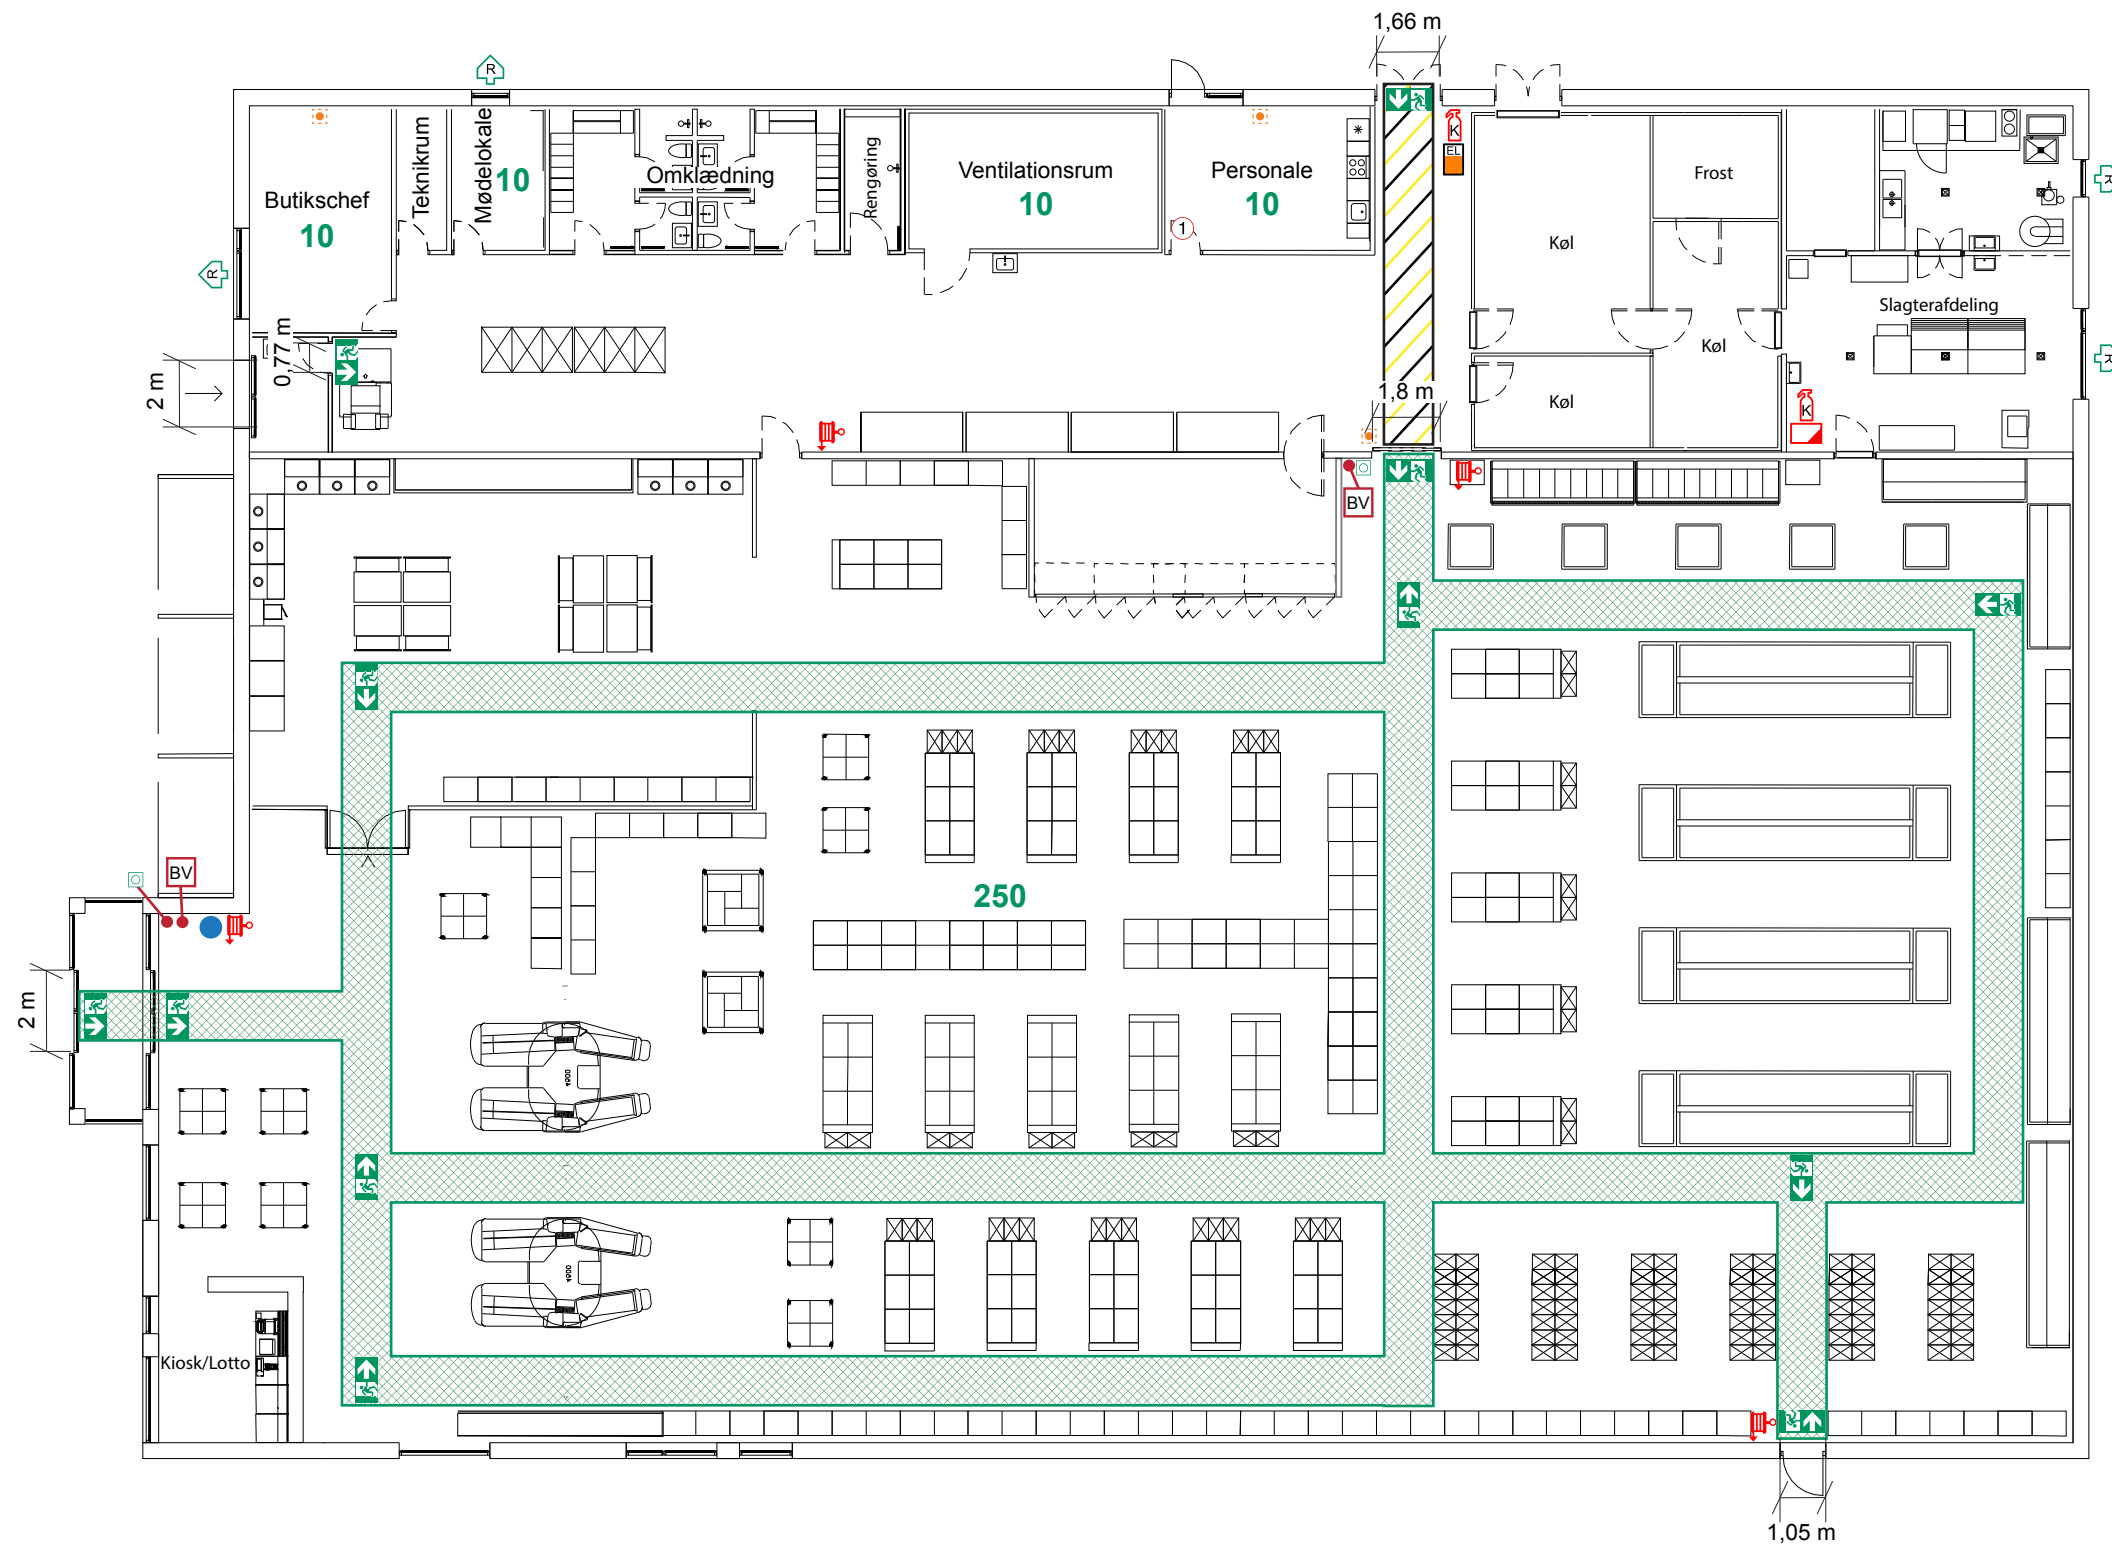 1,66 m
R
Butikschef
10
Teknikrum
Mødelokale
10
Omklædning
Rengøring
Ventilationsrum
10
Personale
10
1
K
EL
Frost
Køl
Køl
Køl
Slagterafdeling
K
R
R
R
0,77 m
2 m
1,8 m
BV
250
BV
2 m
Kiosk/Lotto
1,05 m